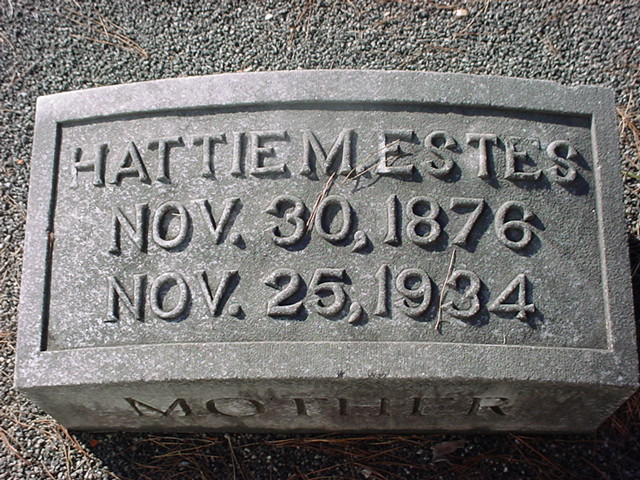 HATTIE M. ESTES
NOV. 30, 1876
NOV. 25, 1934
MOTHER